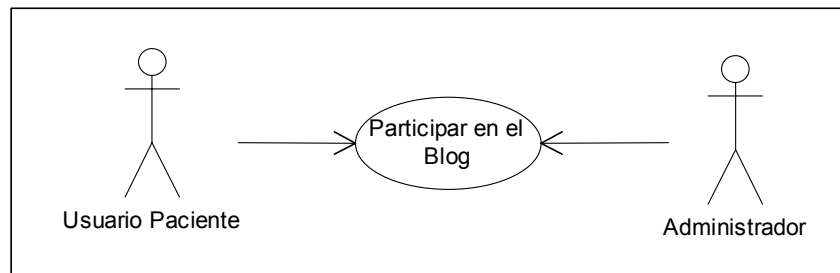 Participar en el
Blog
Usuario Paciente
Administrador